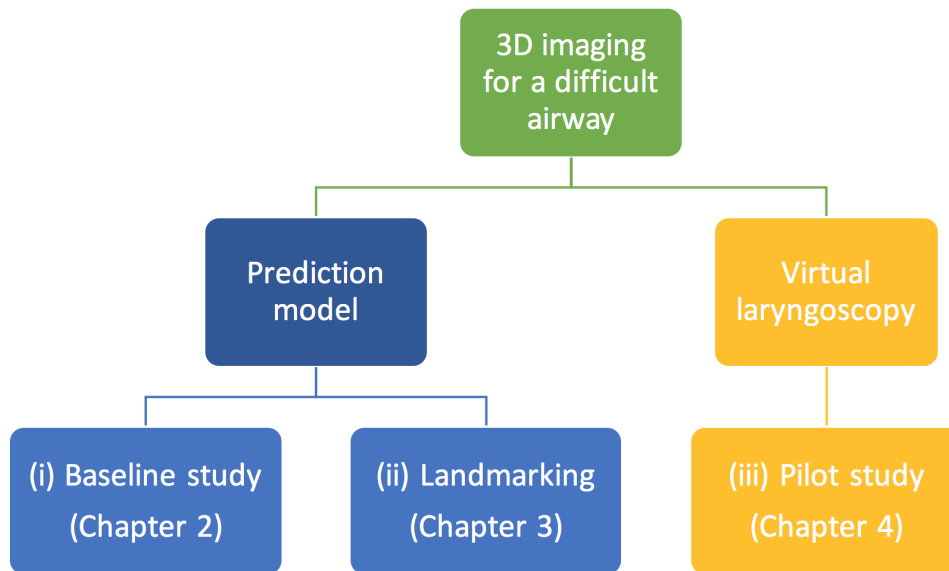 3D imaging
for a difficult
airway
Prediction
model
Virtual
laryngoscopy
(i) Baseline study
(Chapter 2)
(ii) Landmarking
(Chapter 3)
(iii) Pilot study
(Chapter 4)